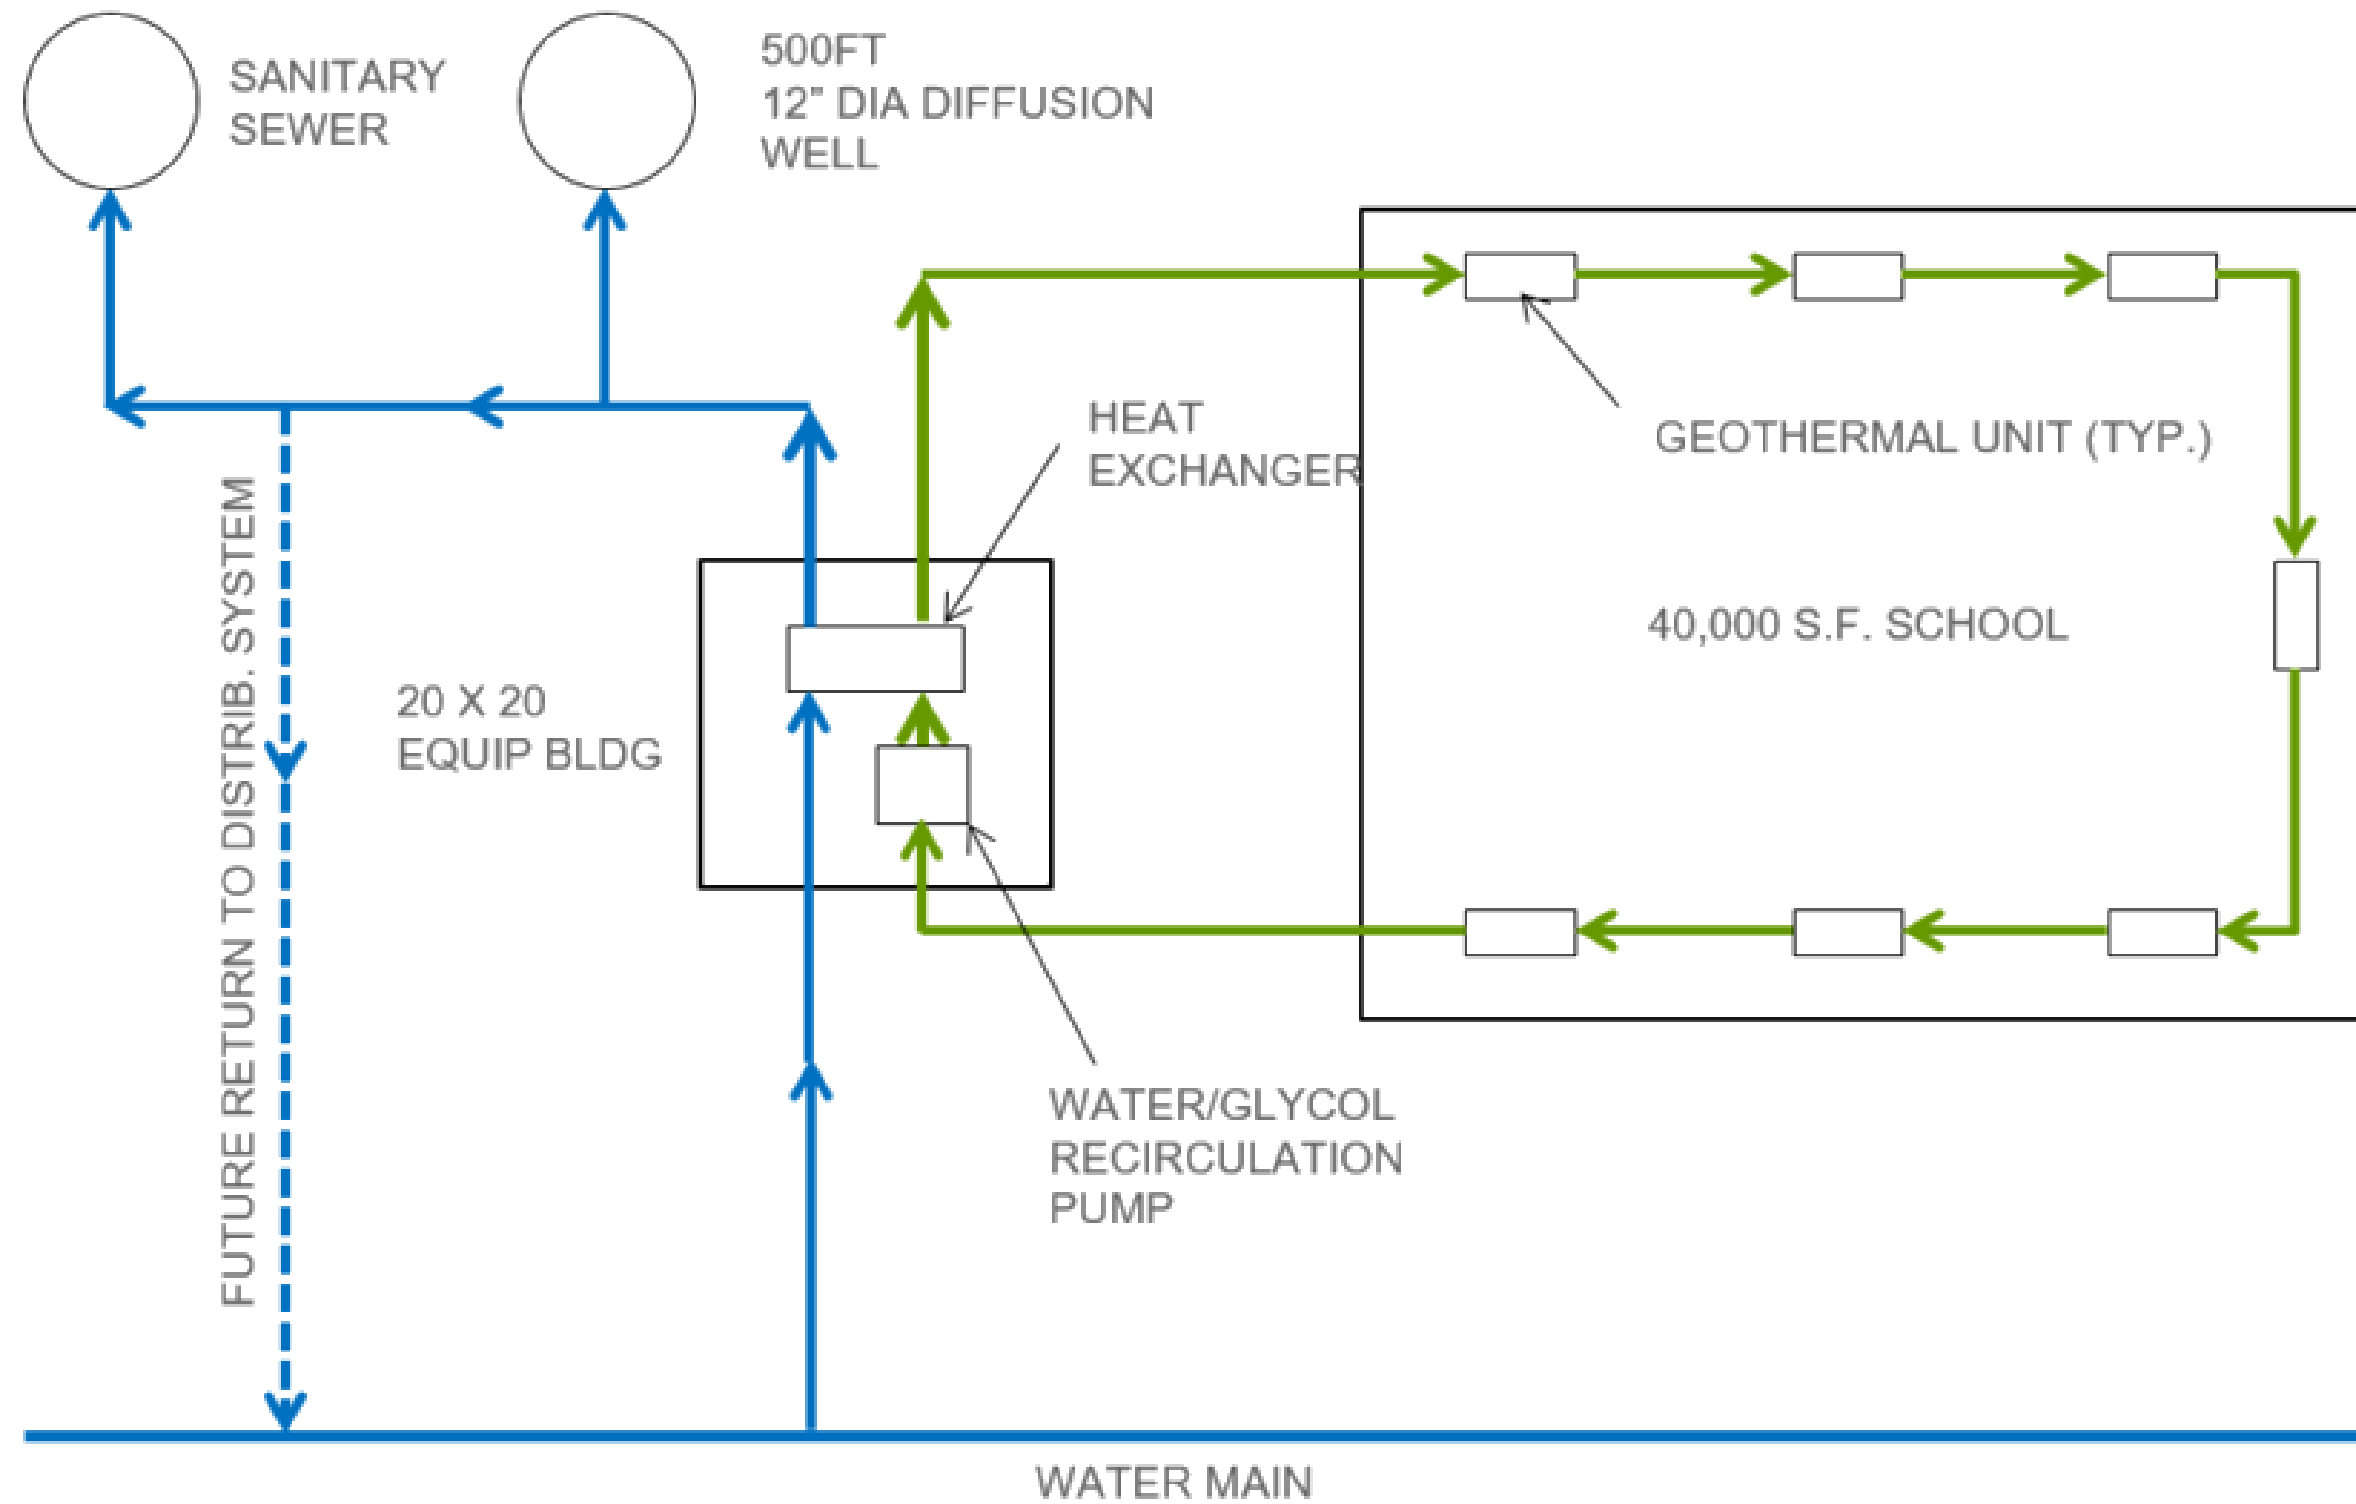 SANITARY
SEWER
500FT
12" DIA DIFFUSION
WELL
HEAT
EXCHANGER
GEOTHERMAL UNIT (TYP.)
40,000 S.F. SCHOOL
20 X 20
EQUIP BLDG
FUTURE RETURN TO DISTRIB. SYSTEM
WATER/GLYCOL
RECIRCULATION
PUMP
WATER MAIN